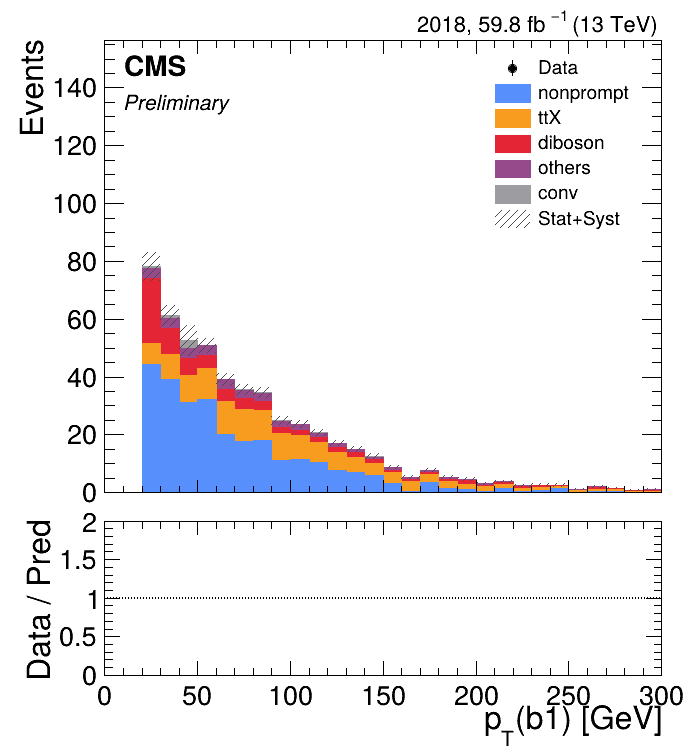 2018, 59.8 fb⁻¹ (13 TeV)
CMS
Preliminary
Data
nonprompt
ttX
diboson
others
conv
Stat+Syst
Events
140
120
100
80
60
40
20
0
Data / Pred
2
1.5
1
0.5
0
0 50 100 150 200 250 300
p_T(b1) [GeV]